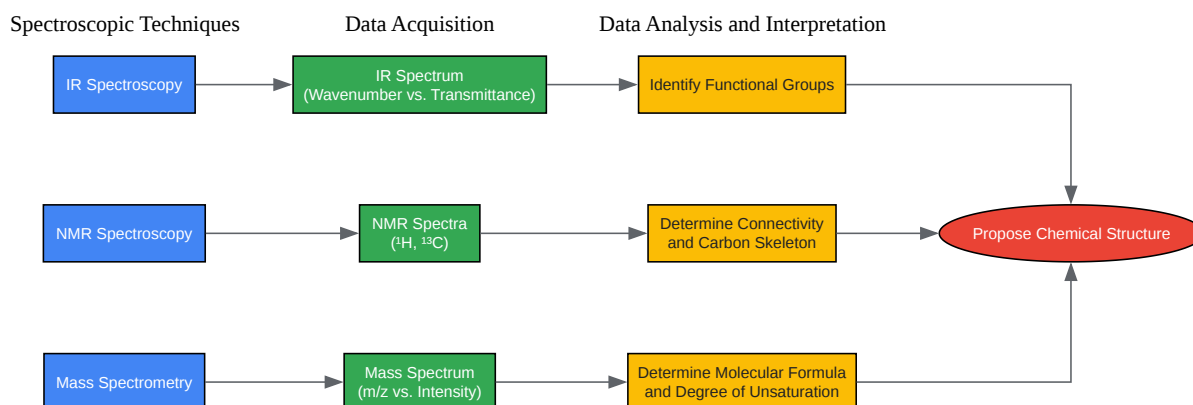 Spectroscopic Techniques
Data Acquisition
Data Analysis and Interpretation
IR Spectroscopy
IR Spectrum
(Wavenumber vs. Transmittance)
Identify Functional Groups
NMR Spectroscopy
NMR Spectra
(¹H, ¹³C)
Determine Connectivity
and Carbon Skeleton
Propose Chemical Structure
Mass Spectrometry
Mass Spectrum
(m/z vs. Intensity)
Determine Molecular Formula
and Degree of Unsaturation